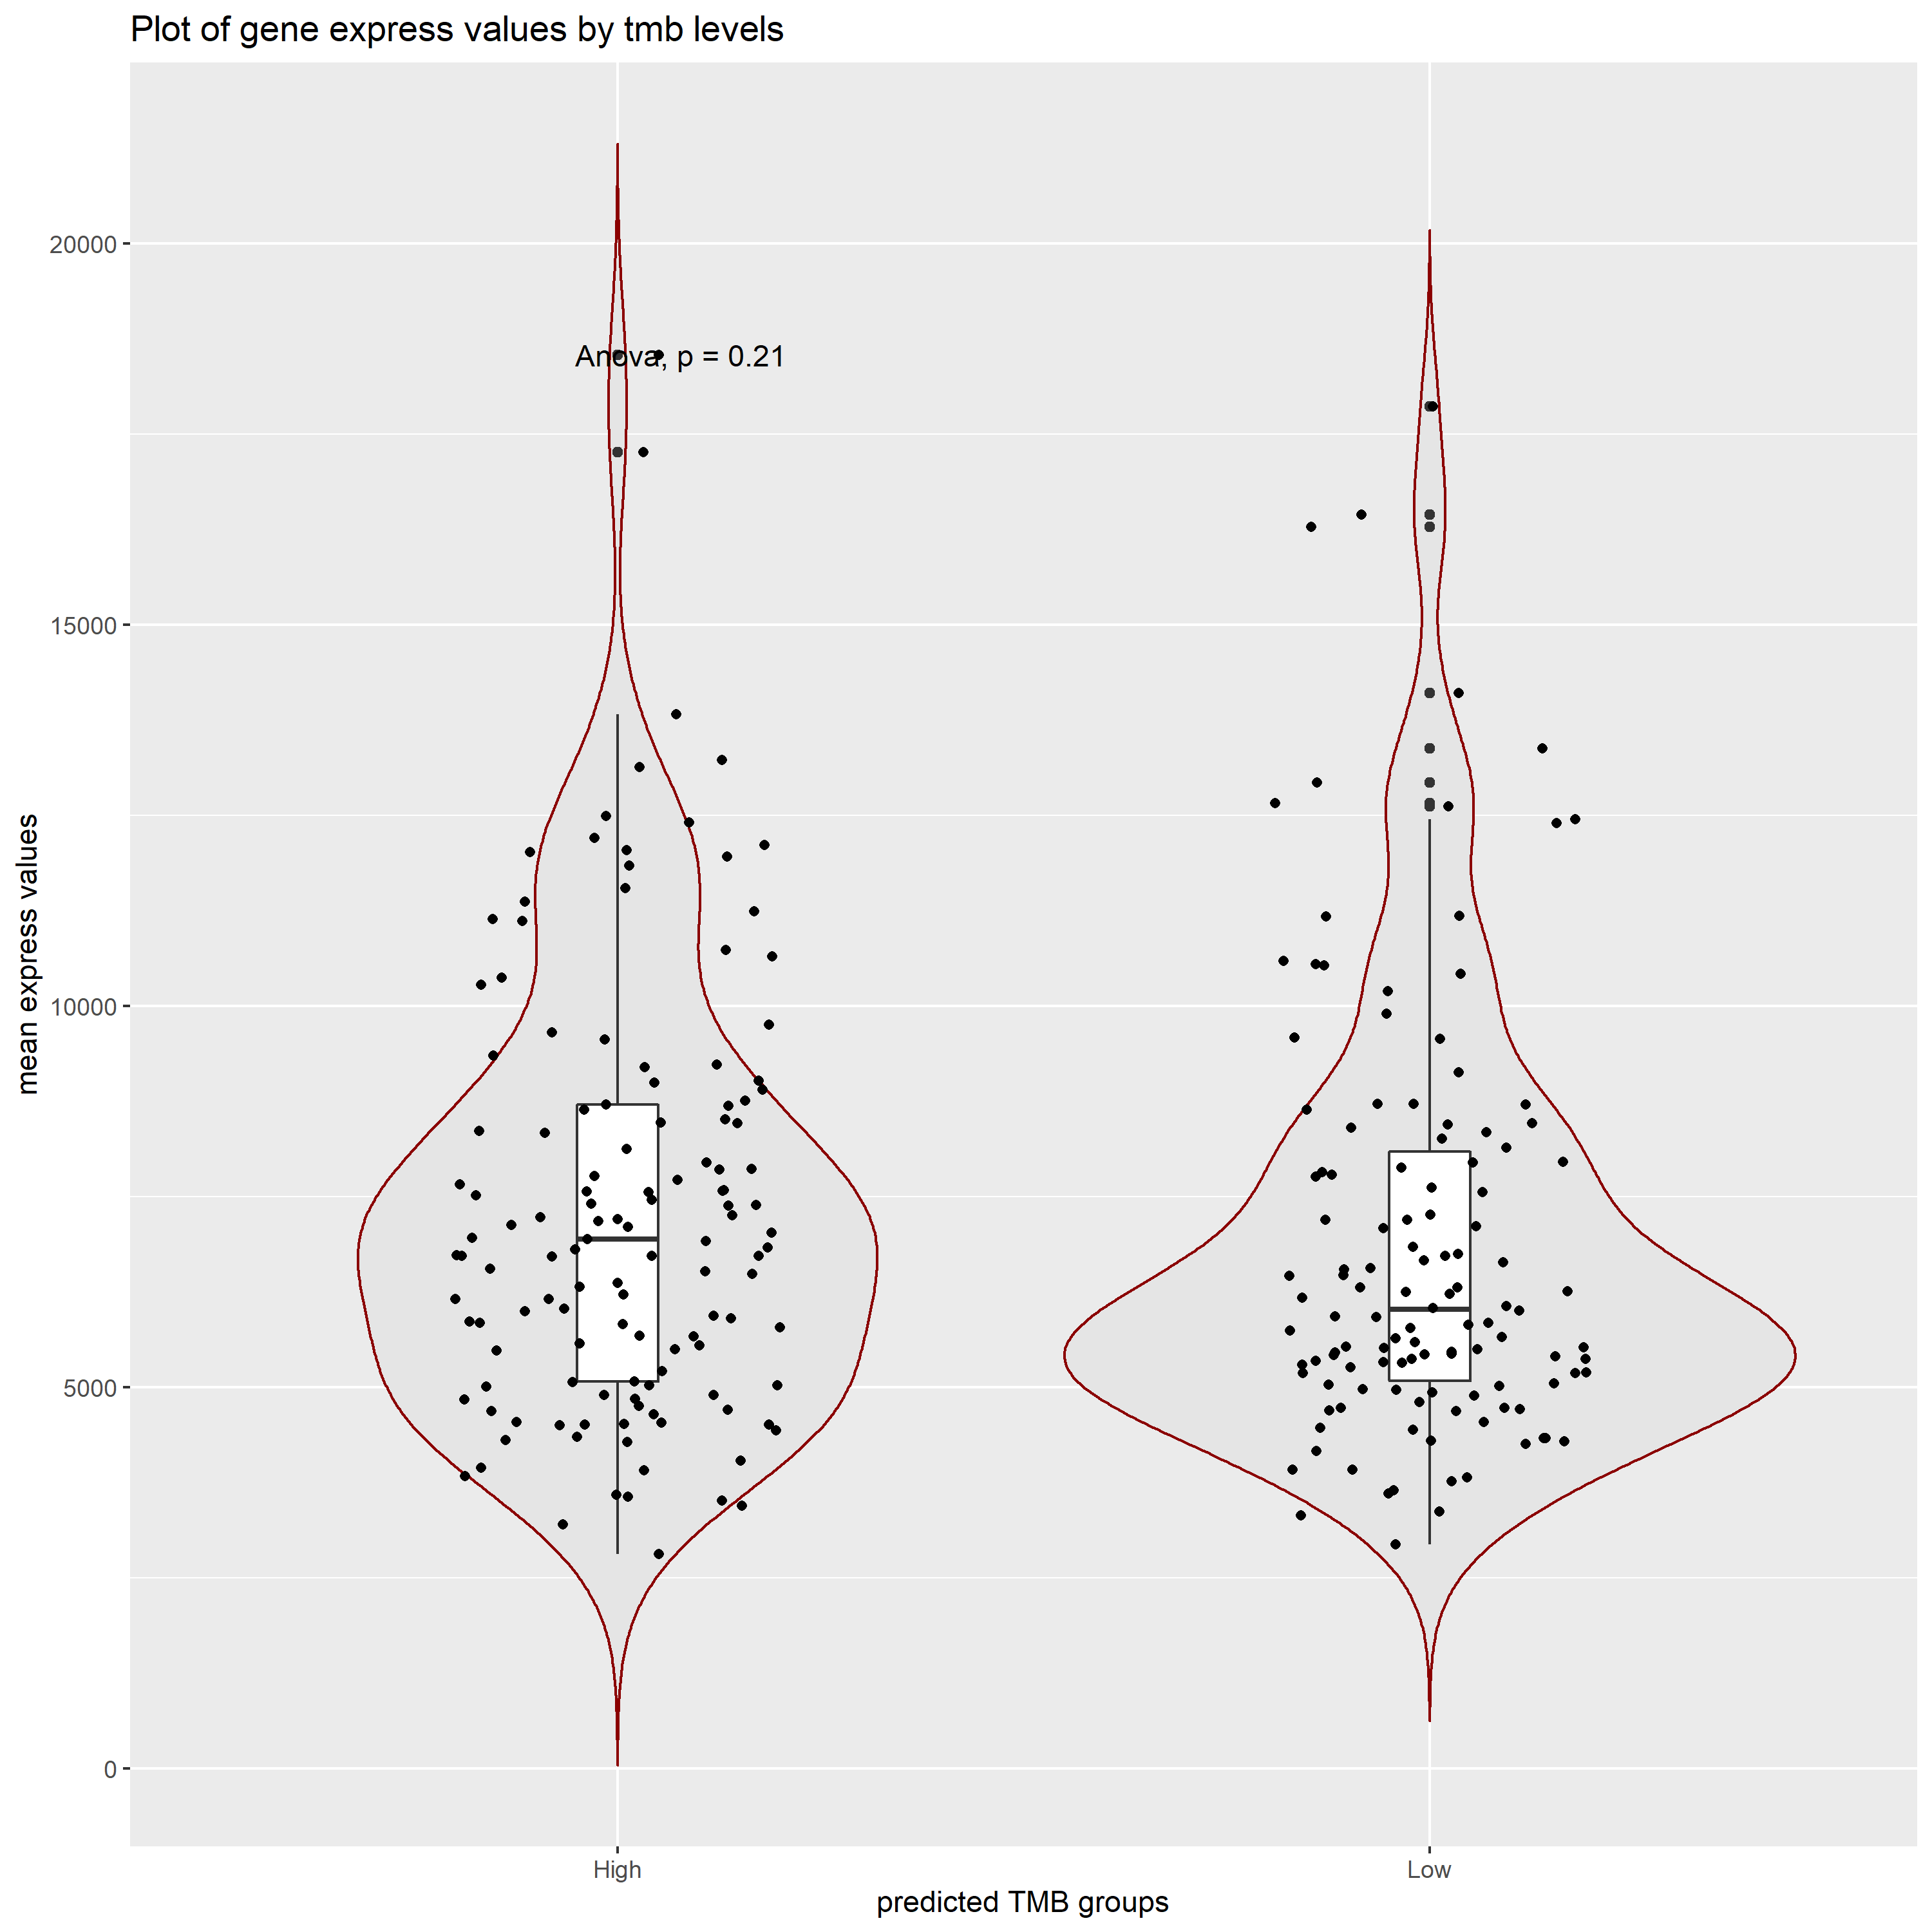 Plot of gene express values by tmb levels
mean express values
20000
15000
10000
5000
0
Anova, p = 0.21
High
Low
predicted TMB groups